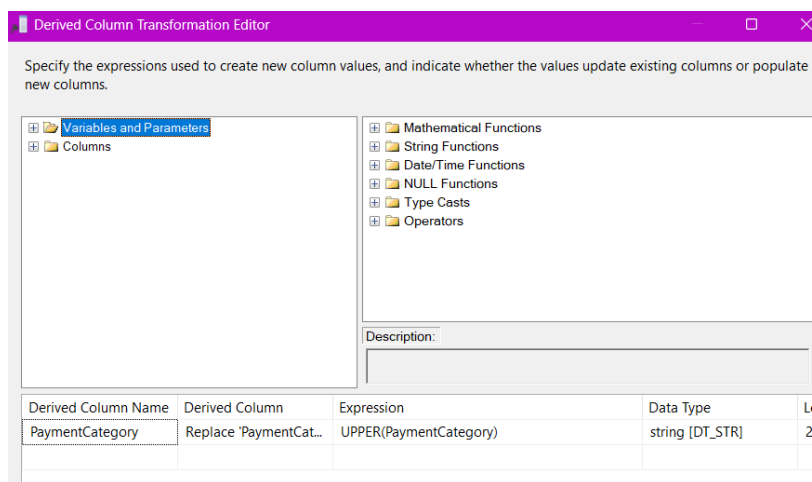 Derived Column Transformation Editor
Specify the expressions used to create new column values, and indicate whether the values update existing columns or populate
new columns.
Variables and Parameters
Columns
Mathematical Functions
String Functions
Date/Time Functions
NULL Functions
Type Casts
Operators
Description:
Derived Column Name Derived Column Expression Data Type
PaymentCategory Replace 'PaymentCat... UPPER(PaymentCategory) string [DT_STR] 2